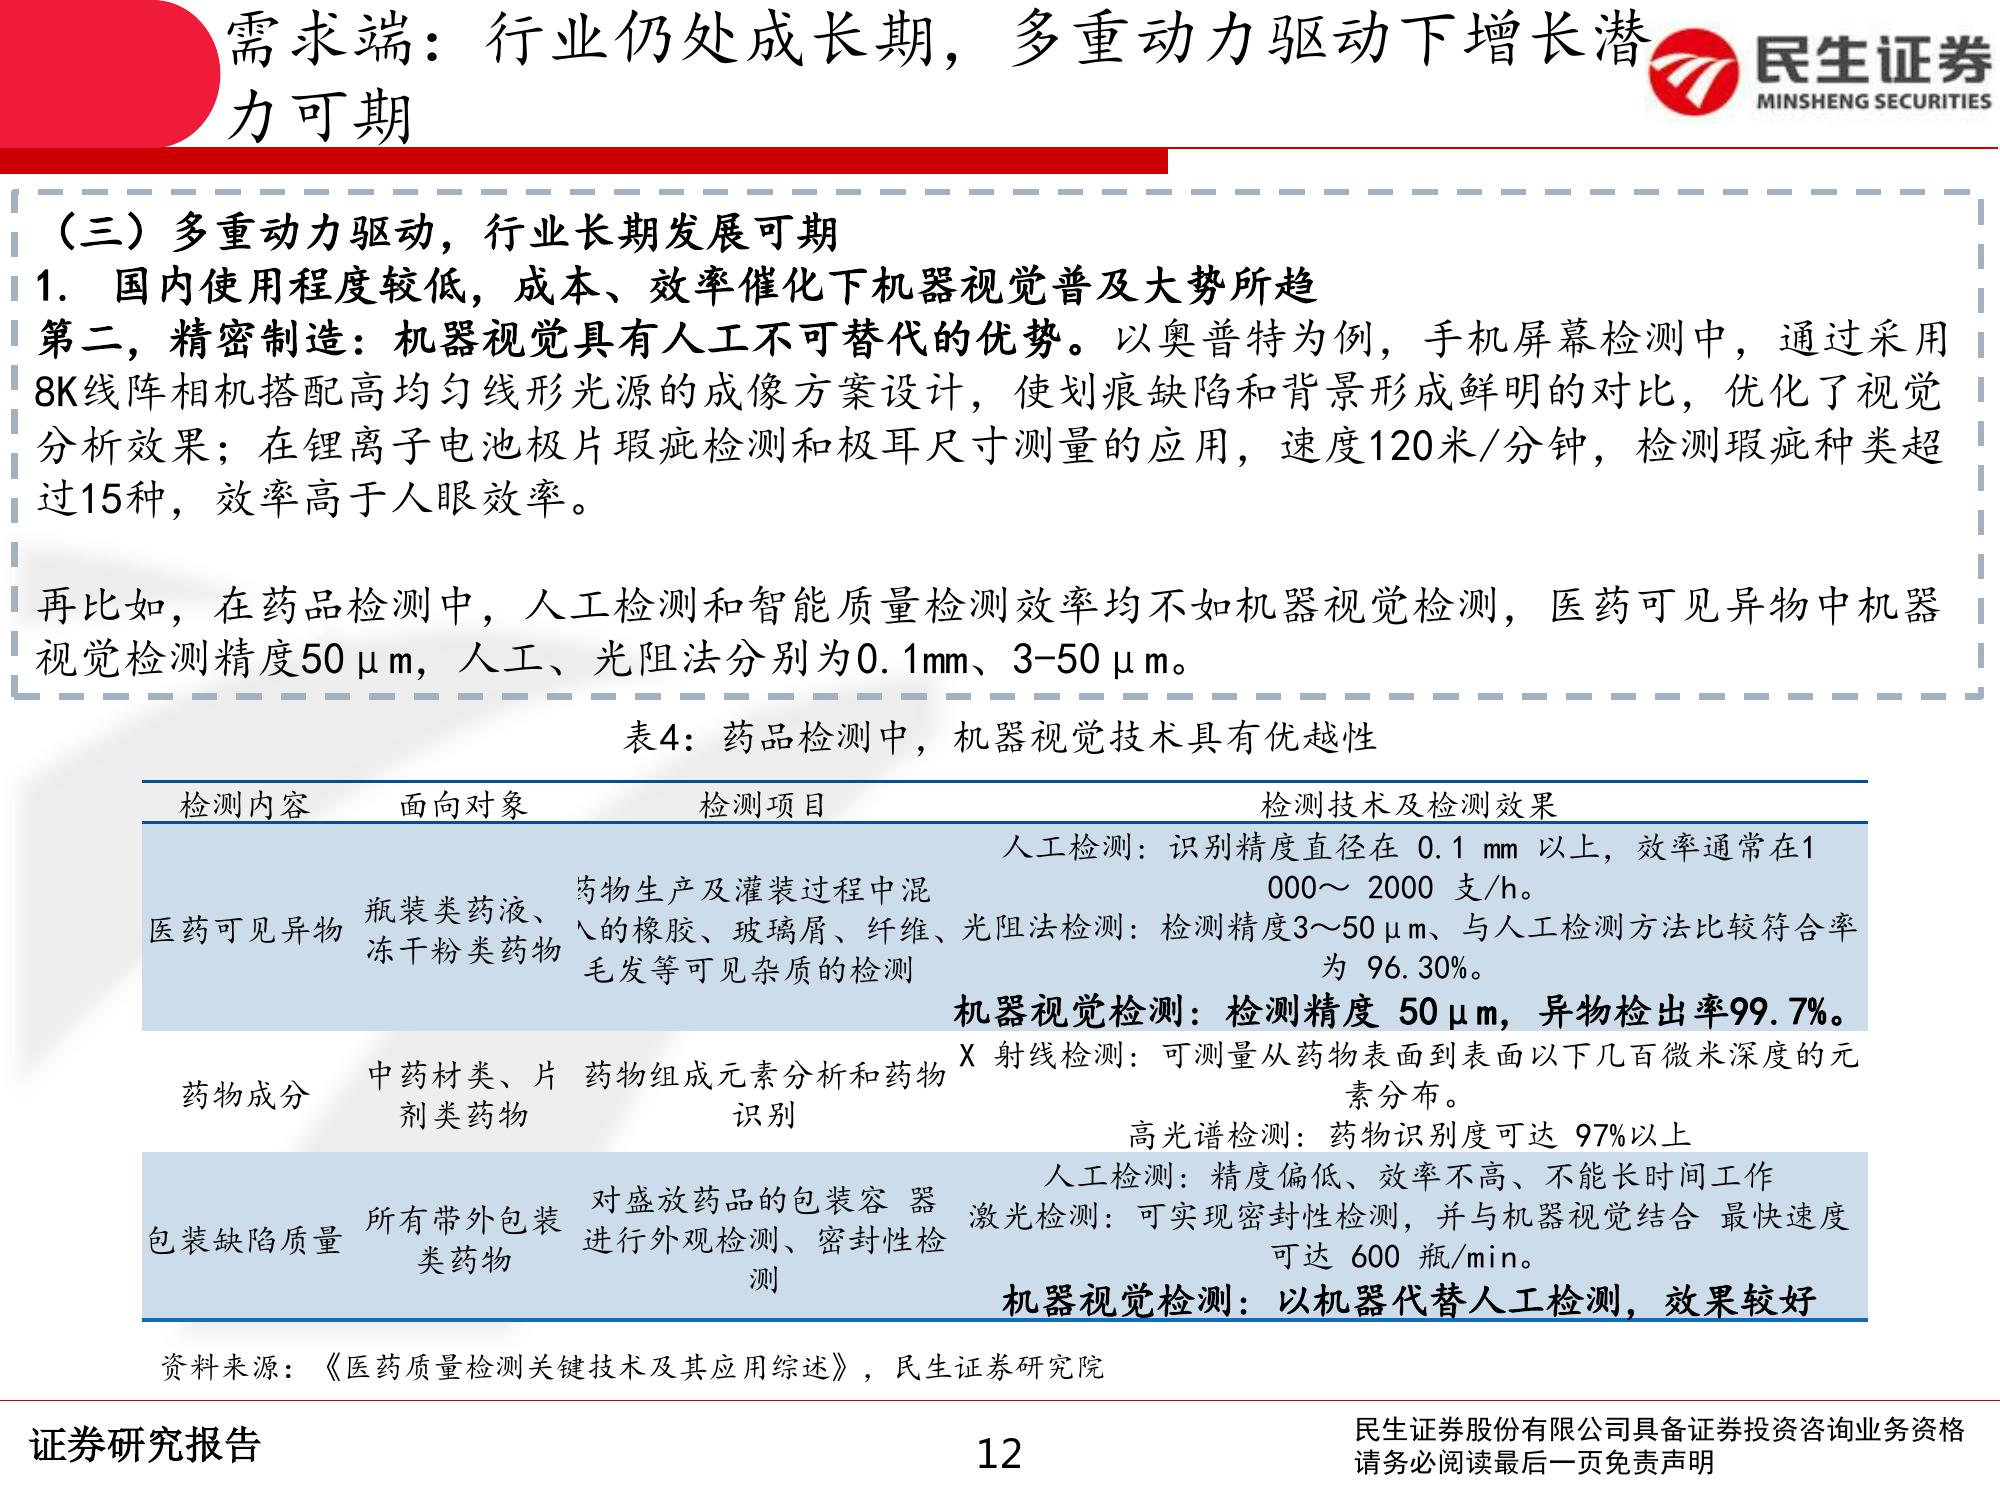 需求端：行业仍处成长期，多重动力驱动下增长潜
力可期
民生证券
MINSHENG SECURITIES
（三）多重动力驱动，行业长期发展可期
1. 国内使用程度较低，成本、效率催化下机器视觉普及大势所趋
第二，精密制造：机器视觉具有人工不可替代的优势。以奥普特为例，手机屏幕检测中，通过采用
8K线阵相机搭配高均匀线形光源的成像方案设计，使划痕缺陷和背景形成鲜明的对比，优化了视觉
分析效果；在锂离子电池极片瑕疵检测和极耳尺寸测量的应用，速度120米/分钟，检测瑕疵种类超
过15种，效率高于人眼效率。
再比如，在药品检测中，人工检测和智能质量检测效率均不如机器视觉检测，医药可见异物中机器
视觉检测精度50μm，人工、光阻法分别为0.1mm、3-50μm。
表4：药品检测中，机器视觉技术具有优越性
检测内容 面向对象 检测项目 检测技术及检测效果
医药可见异物
瓶装类药液、
冻干粉类药物
药物生产及灌装过程中混
入的橡胶、玻璃屑、纤维、
毛发等可见杂质的检测
人工检测：识别精度直径在 0.1 mm 以上，效率通常在1
000～ 2000 支/h。
光阻法检测：检测精度3～50μm、与人工检测方法比较符合率
为 96.30%。
机器视觉检测：检测精度 50μm，异物检出率99.7%。
药物成分
中药材类、片
剂类药物
药物组成元素分析和药物
识别
X 射线检测：可测量从药物表面到表面以下几百微米深度的元
素分布。
高光谱检测：药物识别度可达 97%以上
包装缺陷质量
所有带外包装
类药物
对盛放药品的包装容 器
进行外观检测、密封性检
测
人工检测：精度偏低、效率不高、不能长时间工作
激光检测：可实现密封性检测，并与机器视觉结合 最快速度
可达 600 瓶/min。
机器视觉检测：以机器代替人工检测，效果较好
资料来源：《医药质量检测关键技术及其应用综述》，民生证券研究院
证券研究报告
12
民生证券股份有限公司具备证券投资咨询业务资格
请务必阅读最后一页免责声明